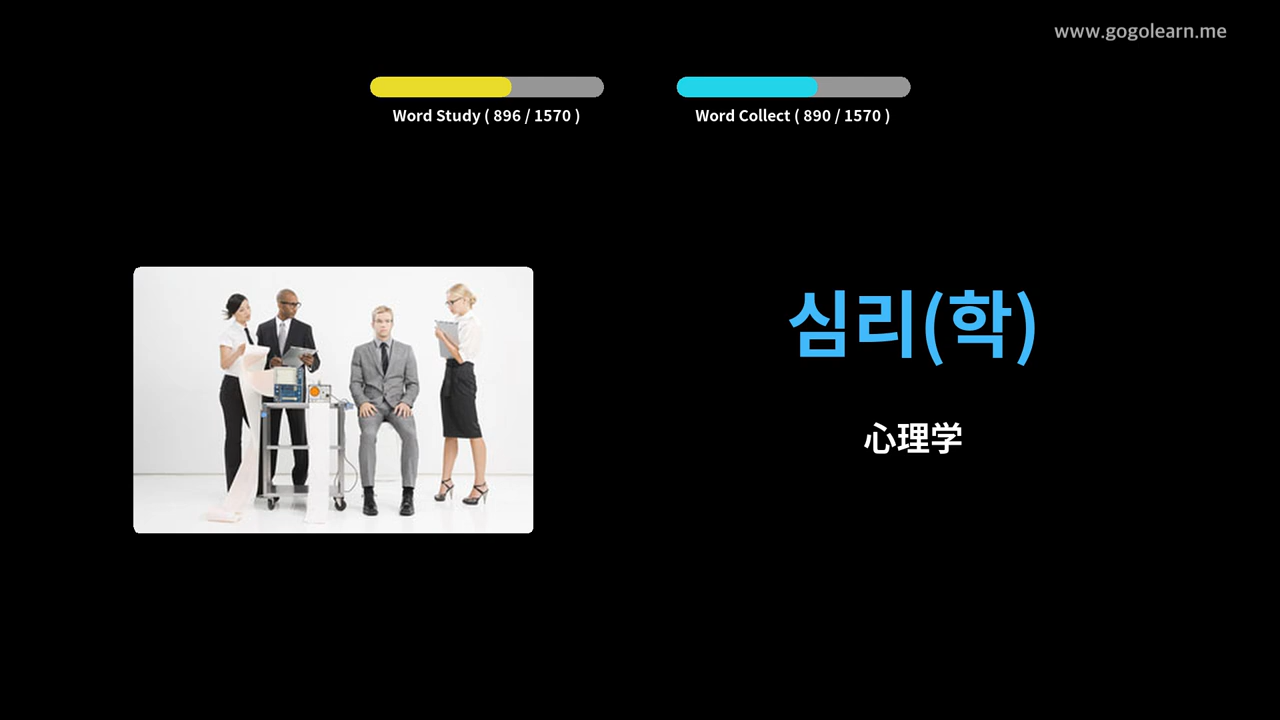 www.gogolearn.me
Word Study ( 896 / 1570 )
Word Collect ( 890 / 1570 )
심리(학)
心理学